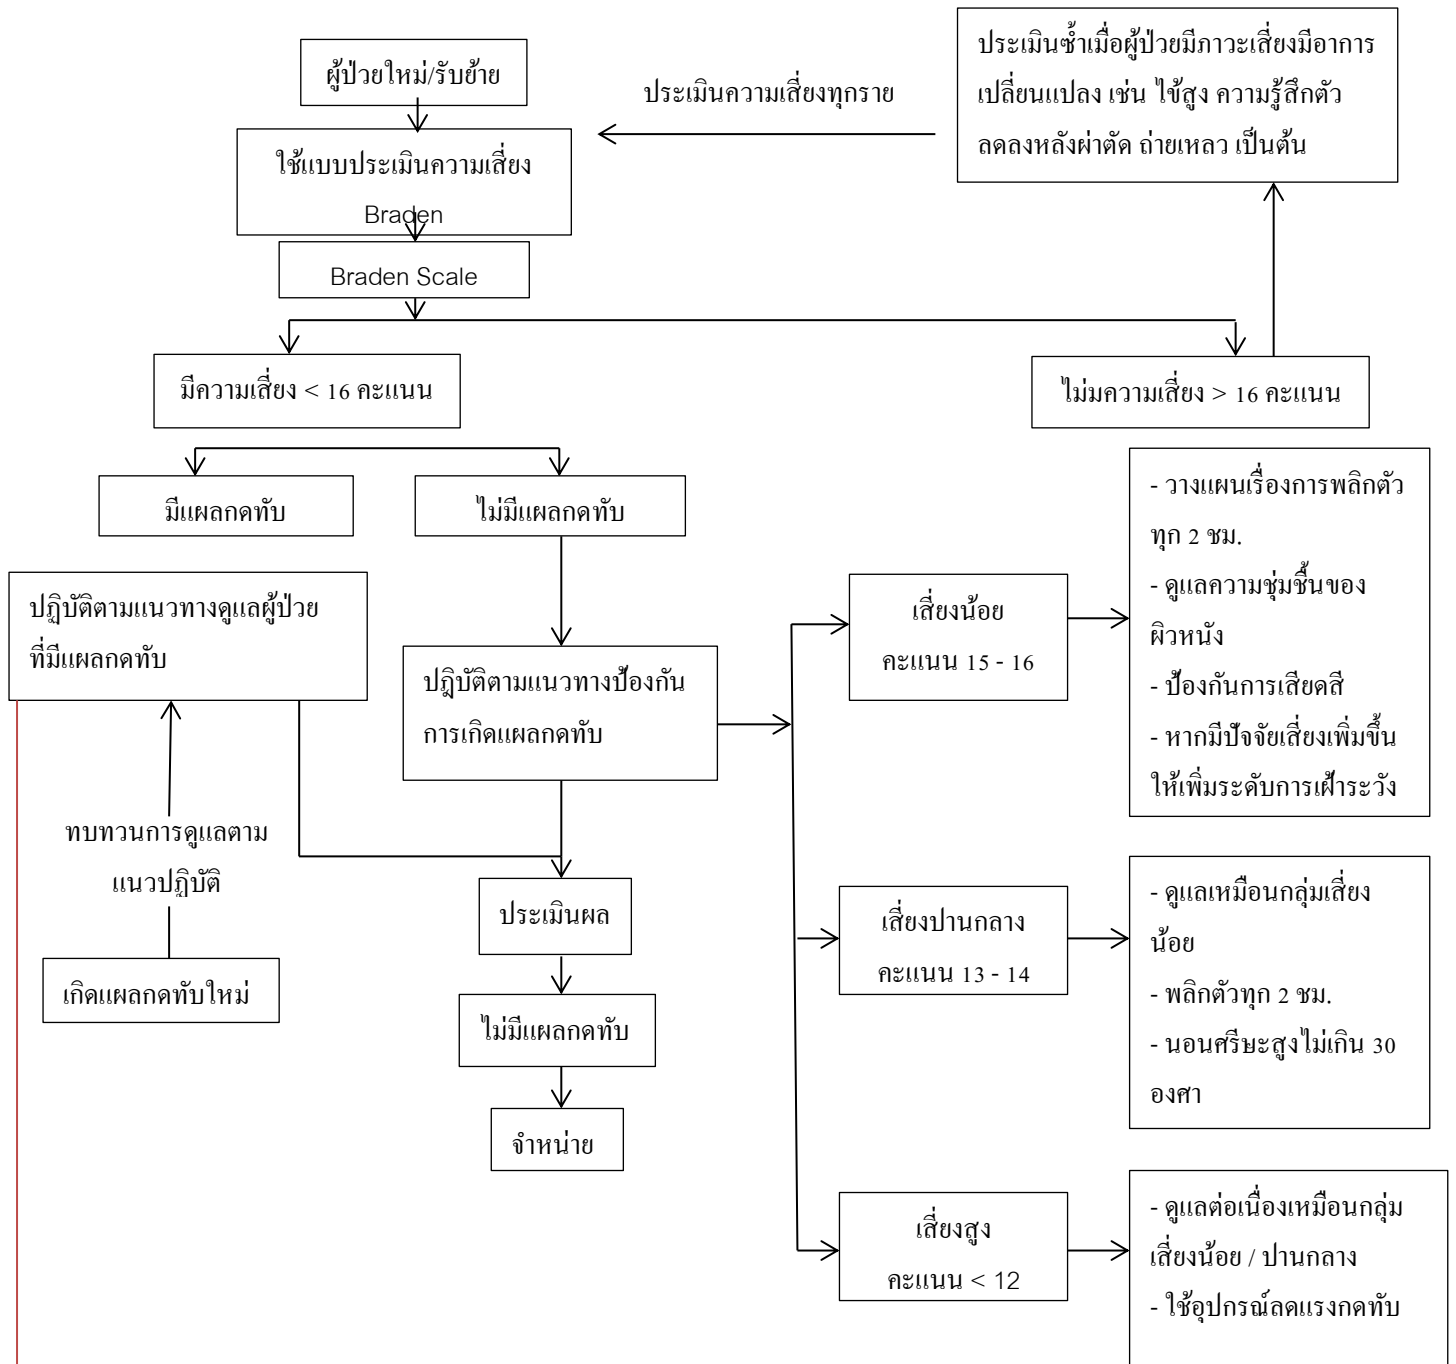 ผู้ป่วยใหม่/รับย้าย
ประเมินความเสี่ยงทุกราย
ประเมินซ้ำเมื่อผู้ป่วยมีภาวะเสี่ยงมีอาการ
เปลี่ยนแปลง เช่น ไข้สูง ความรู้สึกตัว
ลดลงหลังผ่าตัด ถ่ายเหลว เป็นต้น
ใช้แบบประเมินความเสี่ยง
Braden
Braden Scale
มีความเสี่ยง < 16 คะแนน
ไม่มความเสี่ยง > 16 คะแนน
มีแผลกดทับ
ไม่มีแผลกดทับ
ปฏิบัติตามแนวทางดูแลผู้ป่วย
ที่มีแผลกดทับ
ปฎิบัติตามแนวทางป้องกัน
การเกิดแผลกดทับ
เสี่ยงน้อย
คะแนน 15 - 16
- วางแผนเรื่องการพลิกตัว
ทุก 2 ชม.
- ดูแลความชุ่มชื้นของ
ผิวหนัง
- ป้องกันการเสียดสี
- หากมีปัจจัยเสี่ยงเพิ่มขึ้น
ให้เพิ่มระดับการเฝ้าระวัง
ทบทวนการดูแลตาม
แนวปฏิบัติ
เกิดแผลกดทับใหม่
ประเมินผล
ไม่มีแผลกดทับ
จำหน่าย
เสี่ยงปานกลาง
คะแนน 13 - 14
- ดูแลเหมือนกลุ่มเสี่ยง
น้อย
- พลิกตัวทุก 2 ชม.
- นอนศรีษะสูงไม่เกิน 30
องศา
เสี่ยงสูง
คะแนน < 12
- ดูแลต่อเนื่องเหมือนกลุ่ม
เสี่ยงน้อย / ปานกลาง
- ใช้อุปกรณ์ลดแรงกดทับ